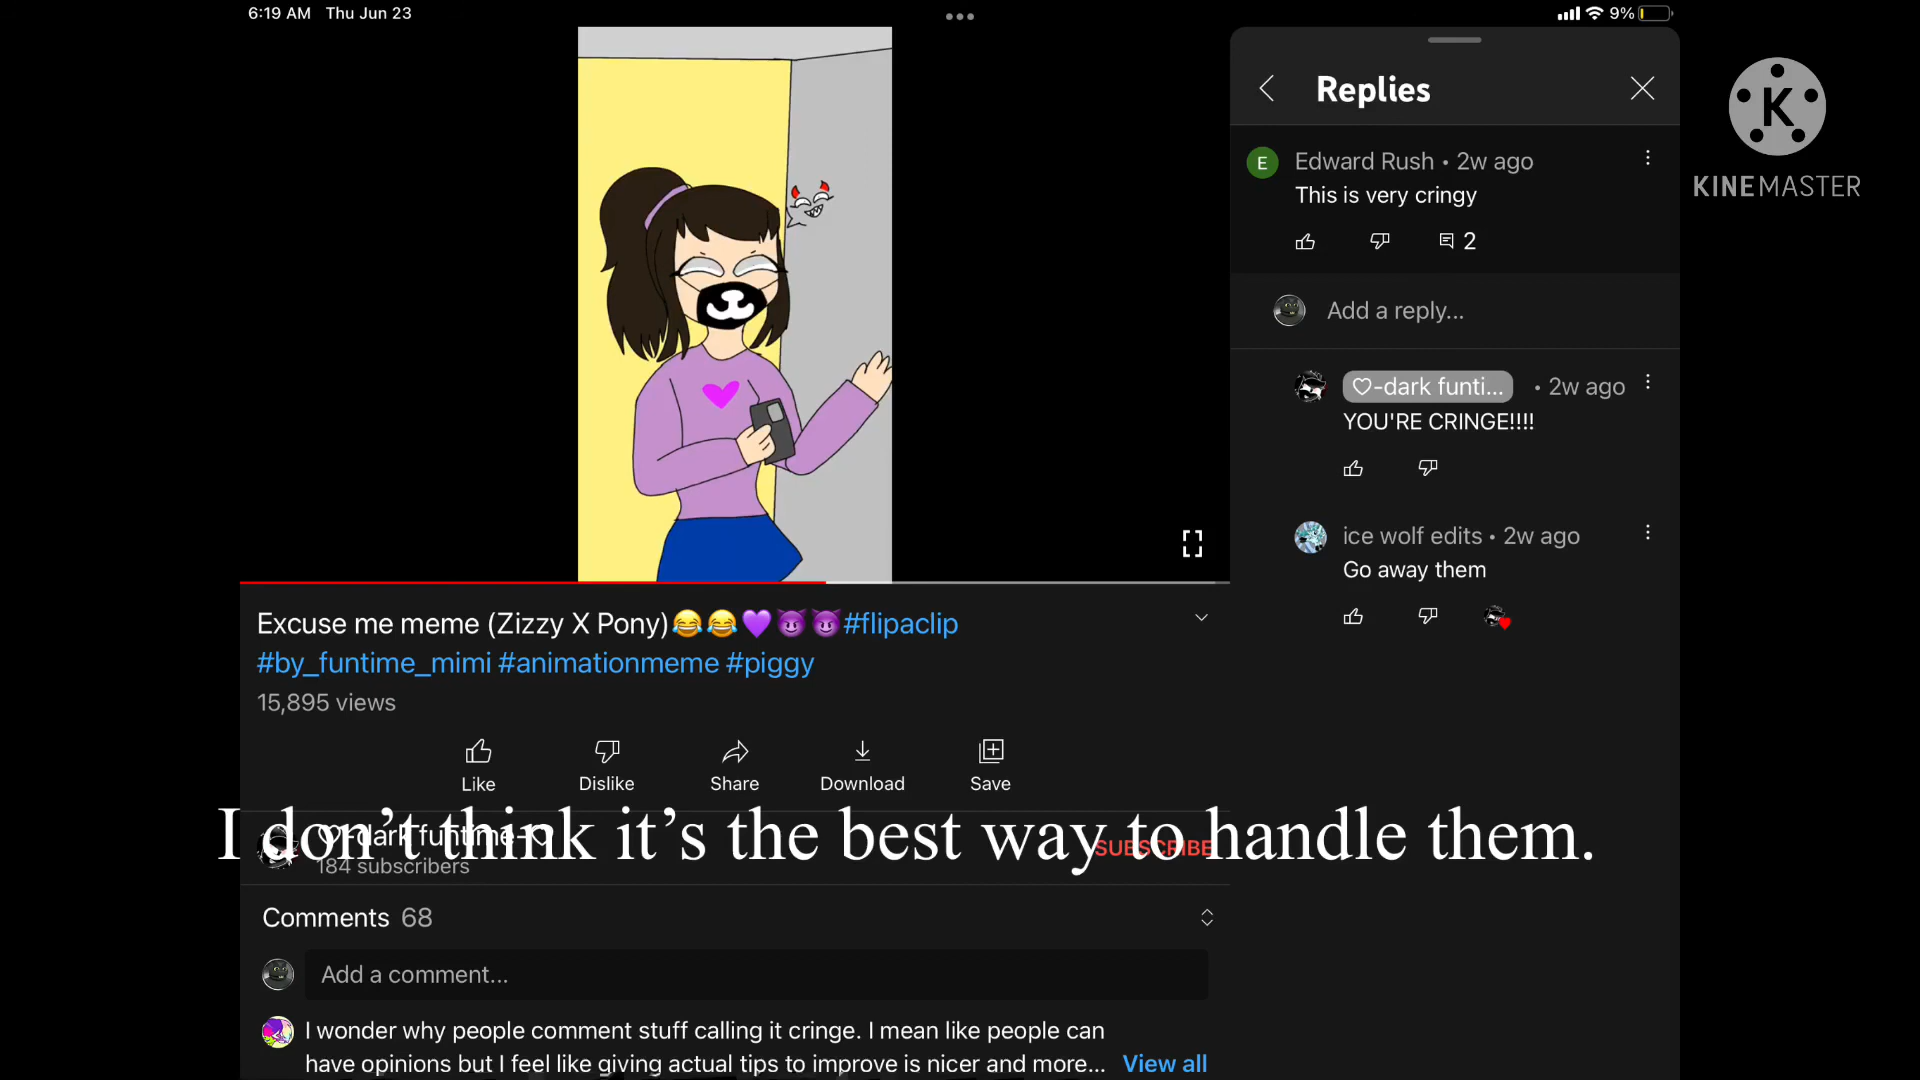 6:19 AM Thu Jun 23
9%
Replies
E
Edward Rush • 2w ago
This is very cringy
2
Add a reply...
♡-dark funti... • 2w ago
YOU'RE CRINGE!!!!
ice wolf edits • 2w ago
Go away them
K
KINEMASTER
Excuse me meme (Zizzy X Pony)😂😂💜😈😈#flipaclip
#by_funtime_mimi #animationmeme #piggy
15,895 views
Like Dislike Share Download Save
♡-dark funtime-♡
184 subscribers
SUBSCRIBE
I don't think it's the best way to handle them.
Comments 68
Add a comment...
I wonder why people comment stuff calling it cringe. I mean like people can
have opinions but I feel like giving actual tips to improve is nicer and more... View all